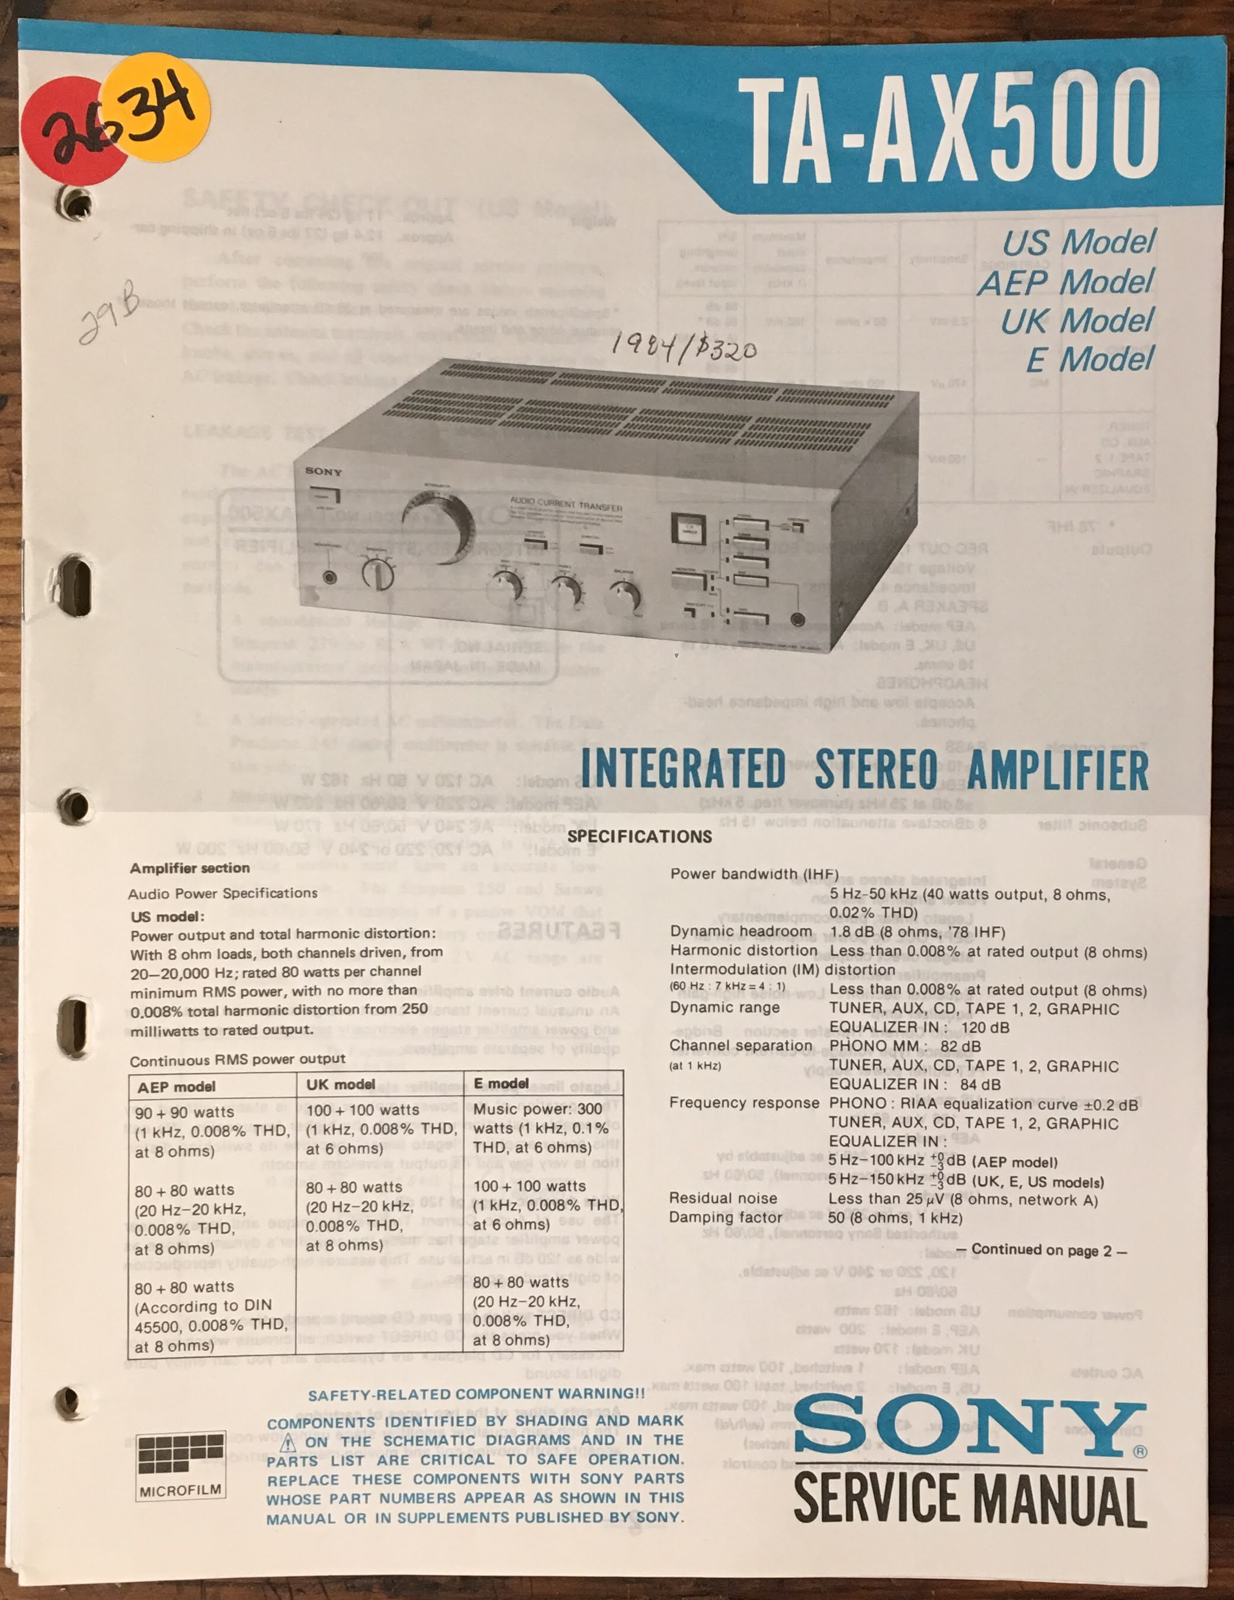 2634
TA-AX500
US Model
AEP Model
UK Model
E Model
29B
1984/$320
SONY
AUDIO CURRENT TRANSFER
INTEGRATED STEREO AMPLIFIER
SPECIFICATIONS
Amplifier section
Audio Power Specifications
US model:
Power output and total harmonic distortion:
With 8 ohm loads, both channels driven, from
20–20,000 Hz; rated 80 watts per channel
minimum RMS power, with no more than
0.008% total harmonic distortion from 250
milliwatts to rated output.
Continuous RMS power output
AEP model UK model E model
90 + 90 watts
(1 kHz, 0.008% THD,
at 8 ohms)
100 + 100 watts
(1 kHz, 0.008% THD,
at 6 ohms)
Music power: 300
watts (1 kHz, 0.1%
THD, at 6 ohms)
80 + 80 watts
(20 Hz–20 kHz,
0.008% THD,
at 8 ohms)
80 + 80 watts
(20 Hz–20 kHz,
0.008% THD,
at 8 ohms)
100 + 100 watts
(1 kHz, 0.008% THD,
at 6 ohms)
80 + 80 watts
(According to DIN
45500, 0.008% THD,
at 8 ohms)
80 + 80 watts
(20 Hz–20 kHz,
0.008% THD,
at 8 ohms)
Power bandwidth (IHF)
5 Hz–50 kHz (40 watts output, 8 ohms,
0.02% THD)
Dynamic headroom 1.8 dB (8 ohms, '78 IHF)
Harmonic distortion Less than 0.008% at rated output (8 ohms)
Intermodulation (IM) distortion
(60 Hz : 7 kHz = 4 : 1) Less than 0.008% at rated output (8 ohms)
Dynamic range TUNER, AUX, CD, TAPE 1, 2, GRAPHIC
EQUALIZER IN : 120 dB
Channel separation PHONO MM : 82 dB
(at 1 kHz) TUNER, AUX, CD, TAPE 1, 2, GRAPHIC
EQUALIZER IN : 84 dB
Frequency response PHONO : RIAA equalization curve ±0.2 dB
TUNER, AUX, CD, TAPE 1, 2, GRAPHIC
EQUALIZER IN :
5 Hz–100 kHz +0 −3 dB (AEP model)
5 Hz–150 kHz +0 −3 dB (UK, E, US models)
Residual noise Less than 25 μV (8 ohms, network A)
Damping factor 50 (8 ohms, 1 kHz)
— Continued on page 2 —
SAFETY-RELATED COMPONENT WARNING!!
COMPONENTS IDENTIFIED BY SHADING AND MARK
⚠ ON THE SCHEMATIC DIAGRAMS AND IN THE
PARTS LIST ARE CRITICAL TO SAFE OPERATION.
REPLACE THESE COMPONENTS WITH SONY PARTS
WHOSE PART NUMBERS APPEAR AS SHOWN IN THIS
MANUAL OR IN SUPPLEMENTS PUBLISHED BY SONY.
MICROFILM
SONY®
SERVICE MANUAL